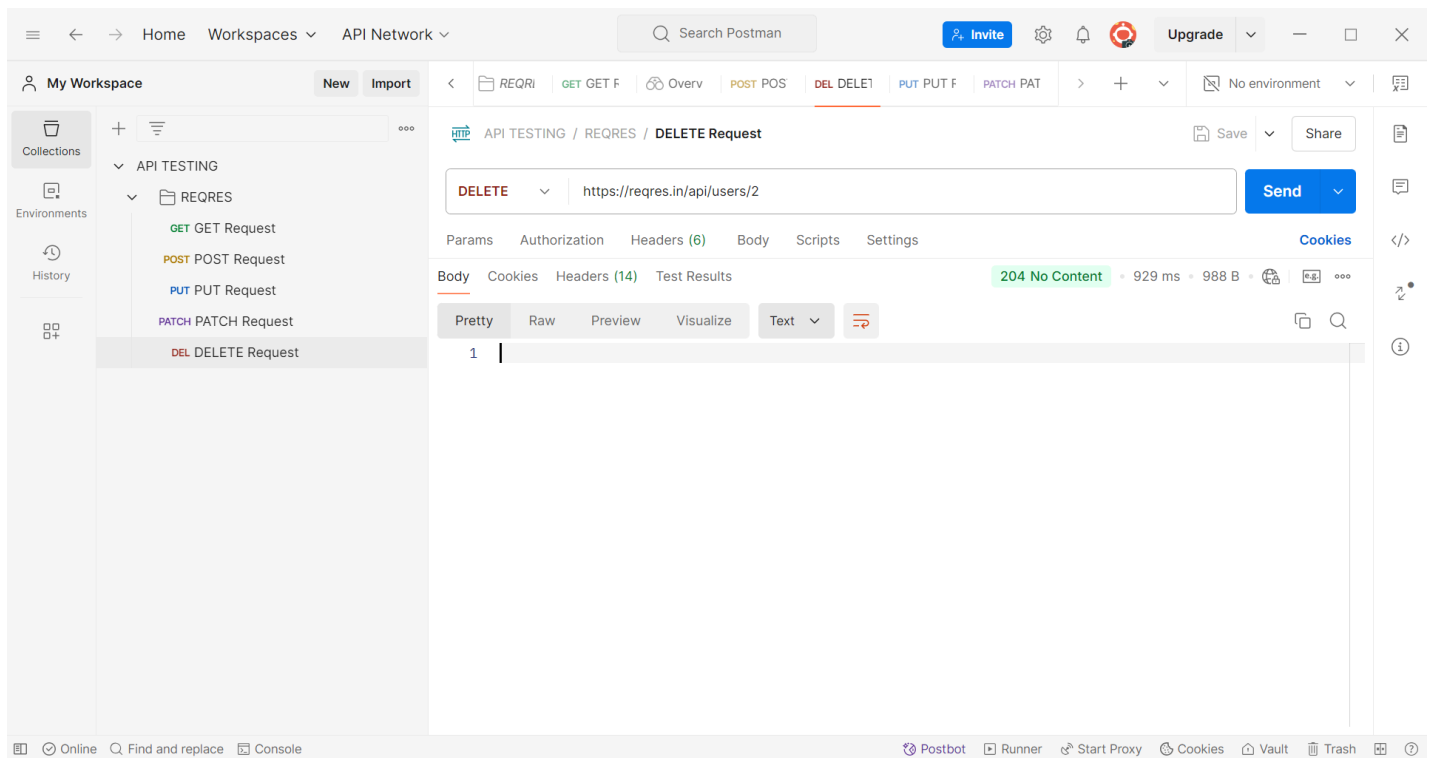 Home Workspaces API Network Search Postman Invite Upgrade
My Workspace New Import REQRI GET GET F Overv POST POS DEL DELET PUT PUT F PATCH PAT No environment
Collections
Environments
History
API TESTING
REQRES
GET GET Request
POST POST Request
PUT PUT Request
PATCH PATCH Request
DEL DELETE Request
HTTP API TESTING / REQRES / DELETE Request Save Share
DELETE https://reqres.in/api/users/2 Send
Params Authorization Headers (6) Body Scripts Settings Cookies
Body Cookies Headers (14) Test Results 204 No Content 929 ms 988 B e.g.
Pretty Raw Preview Visualize Text
1
Online Find and replace Console Postbot Runner Start Proxy Cookies Vault Trash